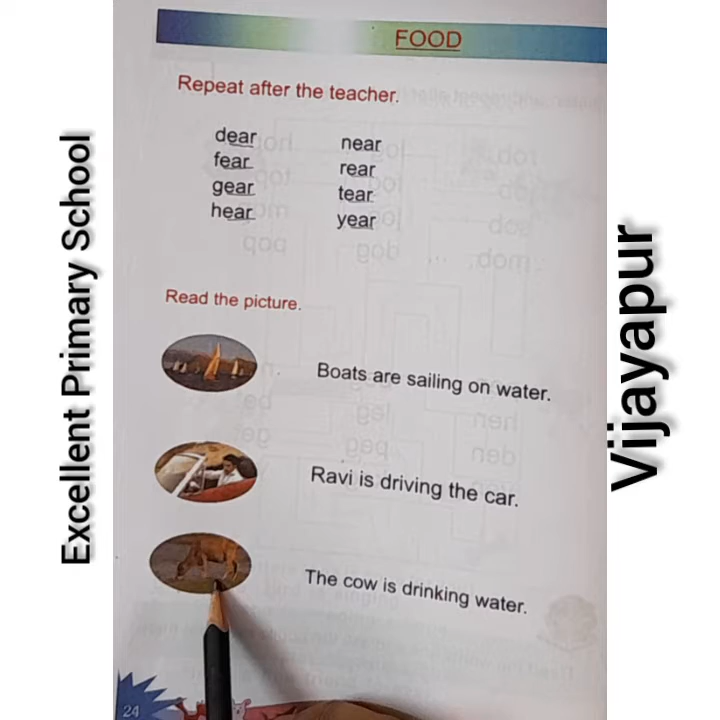 FOOD
Repeat after the teacher.
dear near
fear rear
gear tear
hear year
Read the picture.
Boats are sailing on water.
Ravi is driving the car.
The cow is drinking water.
24
Excellent Primary School
Vijayapur